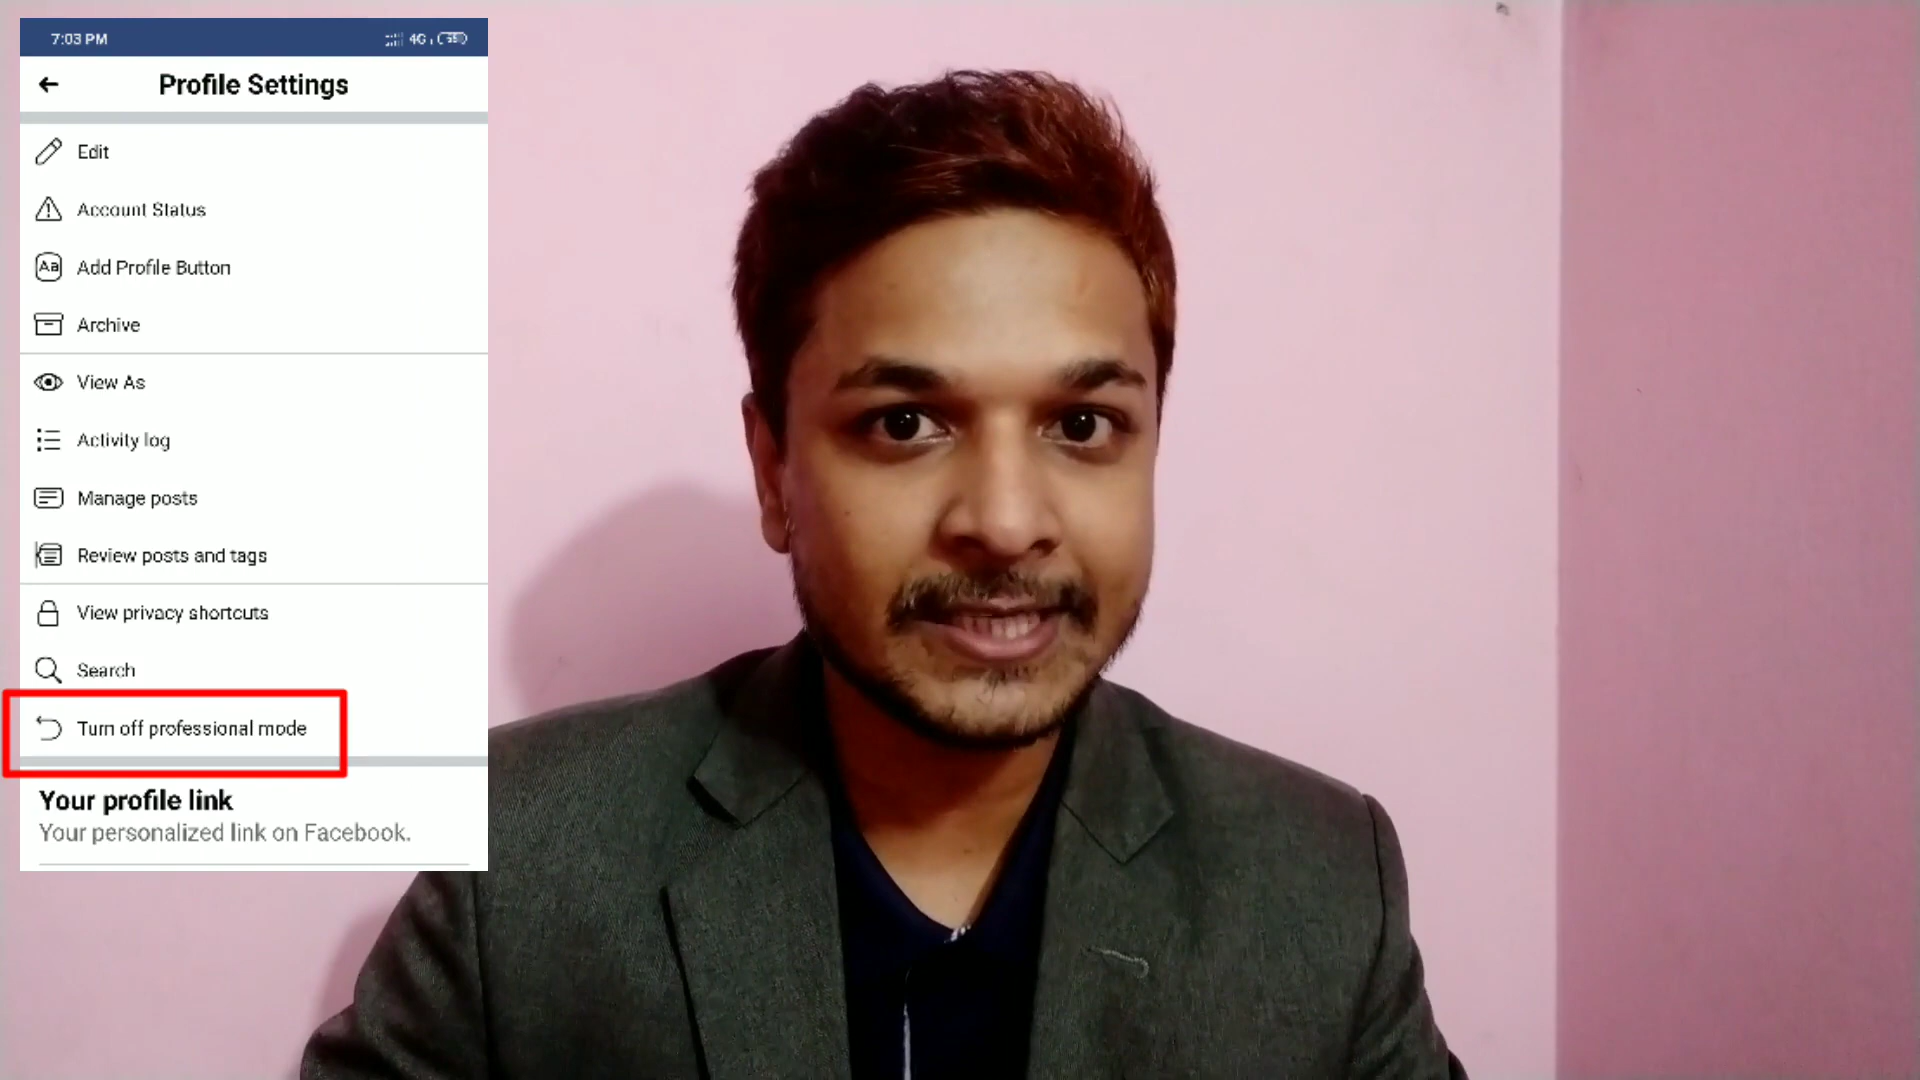 7:03 PM 4G 55
Profile Settings
Edit
Account Status
Aa Add Profile Button
Archive
View As
Activity log
Manage posts
Review posts and tags
View privacy shortcuts
Search
Turn off professional mode
Your profile link
Your personalized link on Facebook.